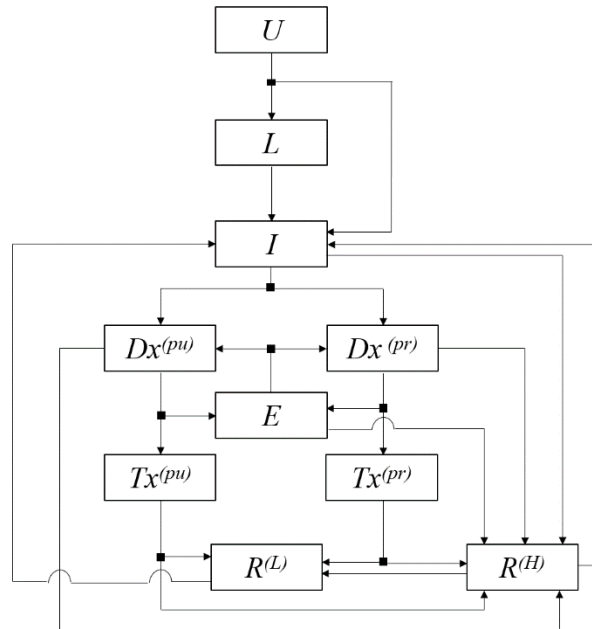 U
L
I
Dx(pu)
Dx (pr)
E
Tx(pu)
Tx(pr)
R(L)
R(H)